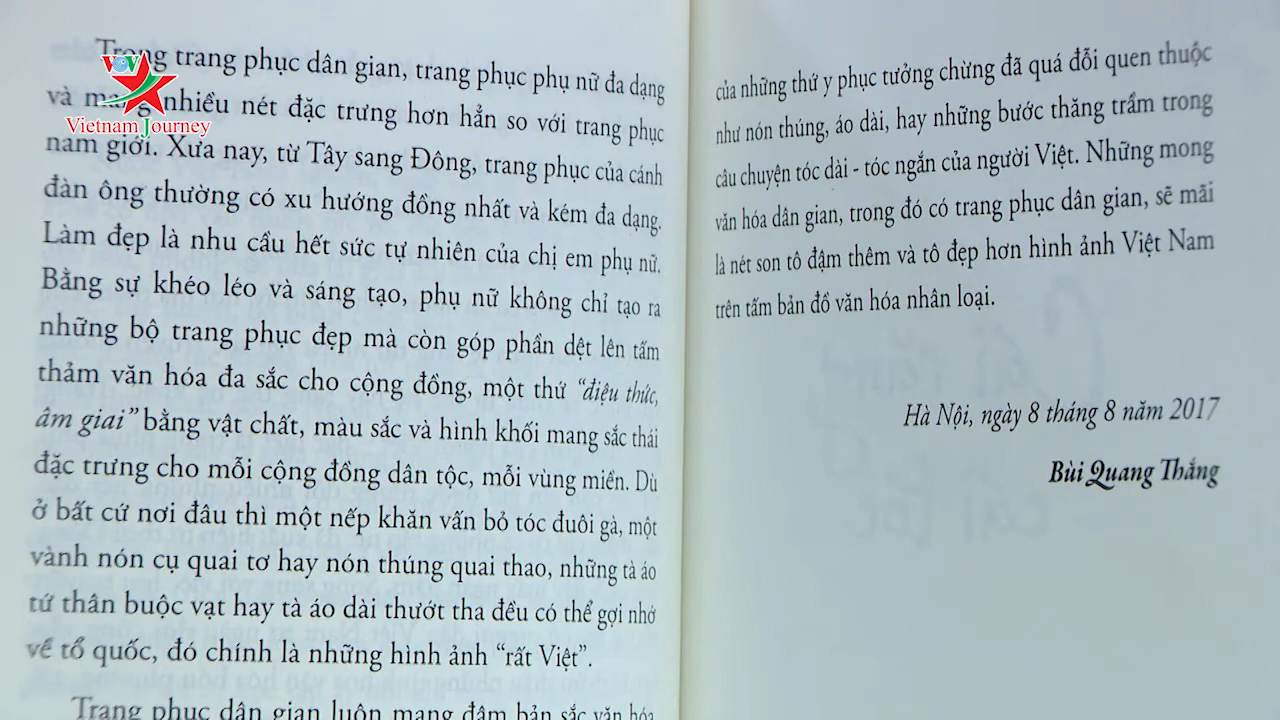 VOV
Vietnam Journey
Trong trang phục dân gian, trang phục phụ nữ đa dạng
và mang nhiều nét đặc trưng hơn hẳn so với trang phục
nam giới. Xưa nay, từ Tây sang Đông, trang phục của cánh
đàn ông thường có xu hướng đồng nhất và kém đa dạng.
Làm đẹp là nhu cầu hết sức tự nhiên của chị em phụ nữ.
Bằng sự khéo léo và sáng tạo, phụ nữ không chỉ tạo ra
những bộ trang phục đẹp mà còn góp phần dệt lên tấm
thảm văn hóa đa sắc cho cộng đồng, một thứ “điệu thức,
âm giai” bằng vật chất, màu sắc và hình khối mang sắc thái
đặc trưng cho mỗi cộng đồng dân tộc, mỗi vùng miền. Dù
ở bất cứ nơi đâu thì một nếp khăn vấn bỏ tóc đuôi gà, một
vành nón cụ quai tơ hay nón thúng quai thao, những tà áo
tứ thân buộc vạt hay tà áo dài thướt tha đều có thể gợi nhớ
về tổ quốc, đó chính là những hình ảnh “rất Việt”.
Trang phục dân gian luôn mang đậm bản sắc văn hóa
của những thứ y phục tưởng chừng đã quá đỗi quen thuộc
như nón thúng, áo dài, hay những bước thăng trầm trong
câu chuyện tóc dài - tóc ngắn của người Việt. Những mong
văn hóa dân gian, trong đó có trang phục dân gian, sẽ mãi
là nét son tô đậm thêm và tô đẹp hơn hình ảnh Việt Nam
trên tấm bản đồ văn hóa nhân loại.
Hà Nội, ngày 8 tháng 8 năm 2017
Bùi Quang Thắng